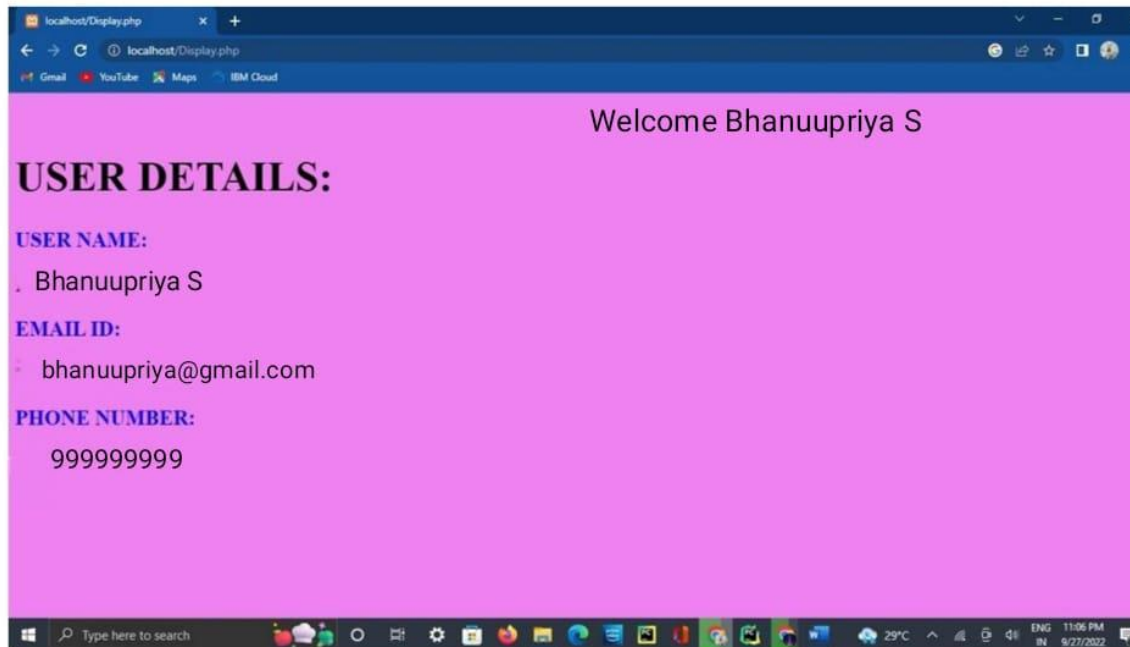 localhost/Display.php
localhost/Display.php
Gmail YouTube Maps IBM Cloud
Welcome Bhanuupriya S
USER DETAILS:
USER NAME:
Bhanuupriya S
EMAIL ID:
bhanuupriya@gmail.com
PHONE NUMBER:
999999999
Type here to search 29°C ENG 11:06 PM
IN 9/27/2022